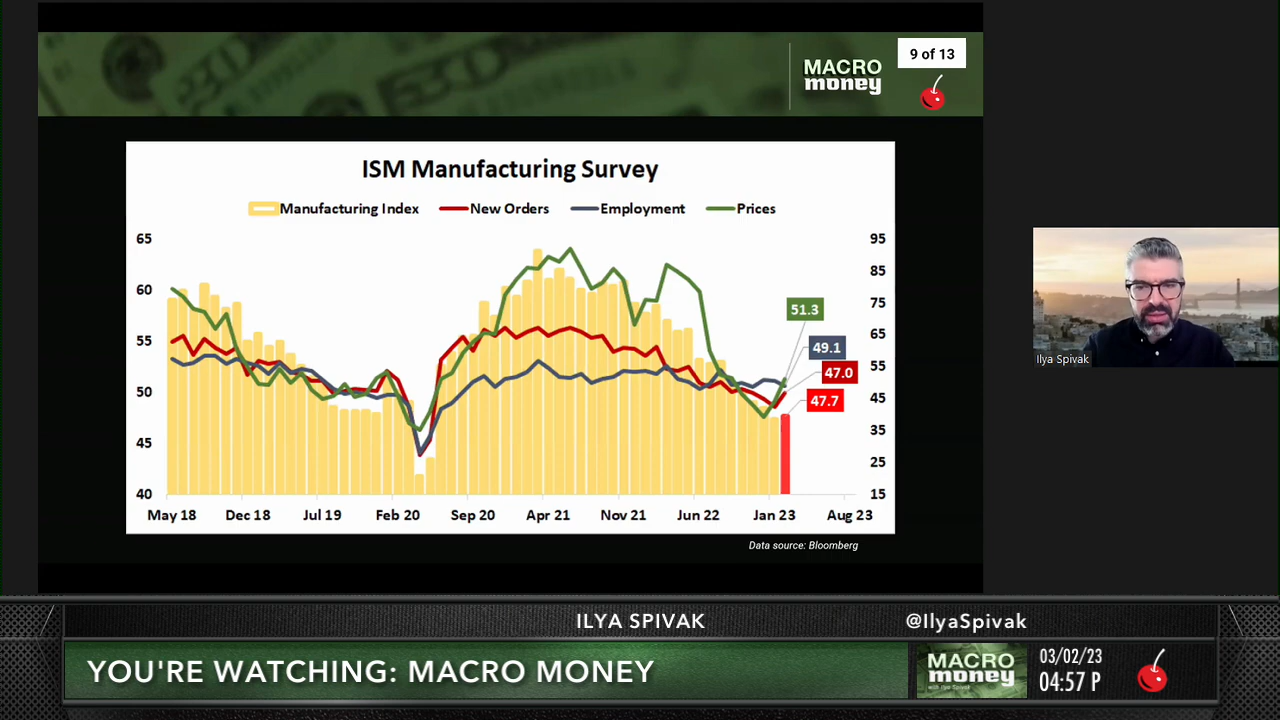 MACRO
money
9 of 13
ISM Manufacturing Survey
Manufacturing Index
New Orders
Employment
Prices
65
60
55
50
45
40
95
85
75
65
55
45
35
25
15
51.3
49.1
47.0
47.7
May 18
Dec 18
Jul 19
Feb 20
Sep 20
Apr 21
Nov 21
Jun 22
Jan 23
Aug 23
Data source: Bloomberg
Ilya Spivak
ILYA SPIVAK
@IlyaSpivak
YOU'RE WATCHING: MACRO MONEY
MACRO
money
with Ilya Spivak
03/02/23
04:57 P